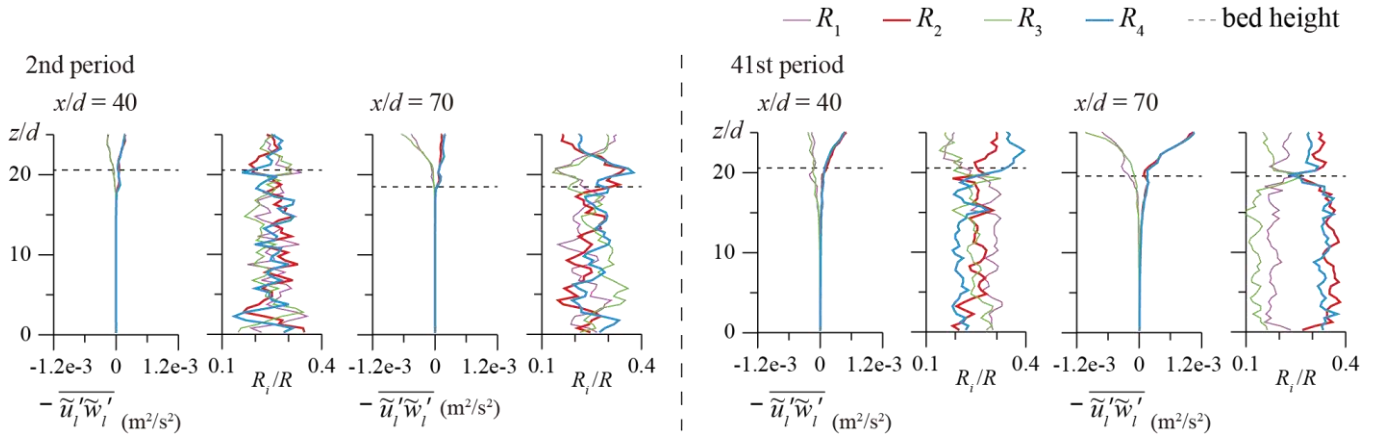 R₁ R₂ R₃ R₄ bed height
2nd period 41st period
x/d = 40 x/d = 70 x/d = 40 x/d = 70
z/d z/d
20 20
10 10
0 0
-1.2e-3 0 1.2e-3 0.1 0.4 -1.2e-3 0 1.2e-3 0.1 0.4 -1.2e-3 0 1.2e-3 0.1 0.4 -1.2e-3 0 1.2e-3 0.1 0.4
Rᵢ/R Rᵢ/R Rᵢ/R Rᵢ/R
− ũₗ′w̃ₗ′ (m²/s²) − ũₗ′w̃ₗ′ (m²/s²) − ũₗ′w̃ₗ′ (m²/s²) − ũₗ′w̃ₗ′ (m²/s²)